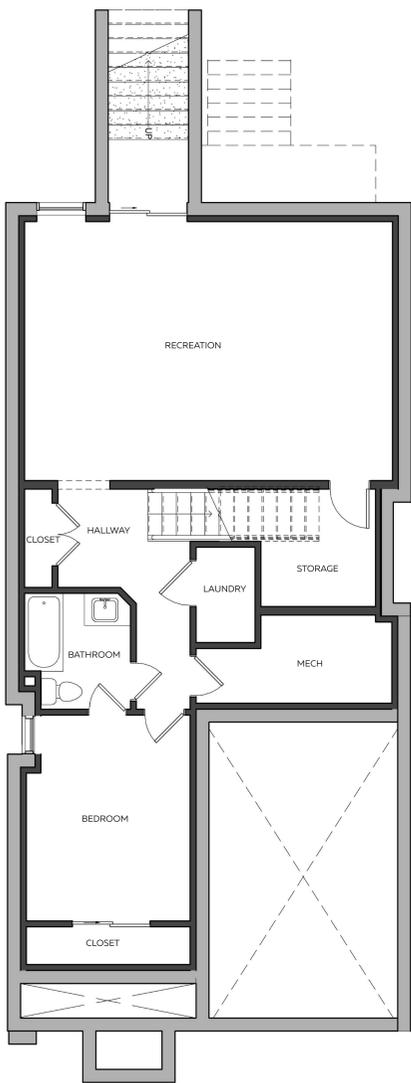 UP
RECREATION
HALLWAY
CLOSET
STORAGE
LAUNDRY
BATHROOM
MECH
BEDROOM
CLOSET